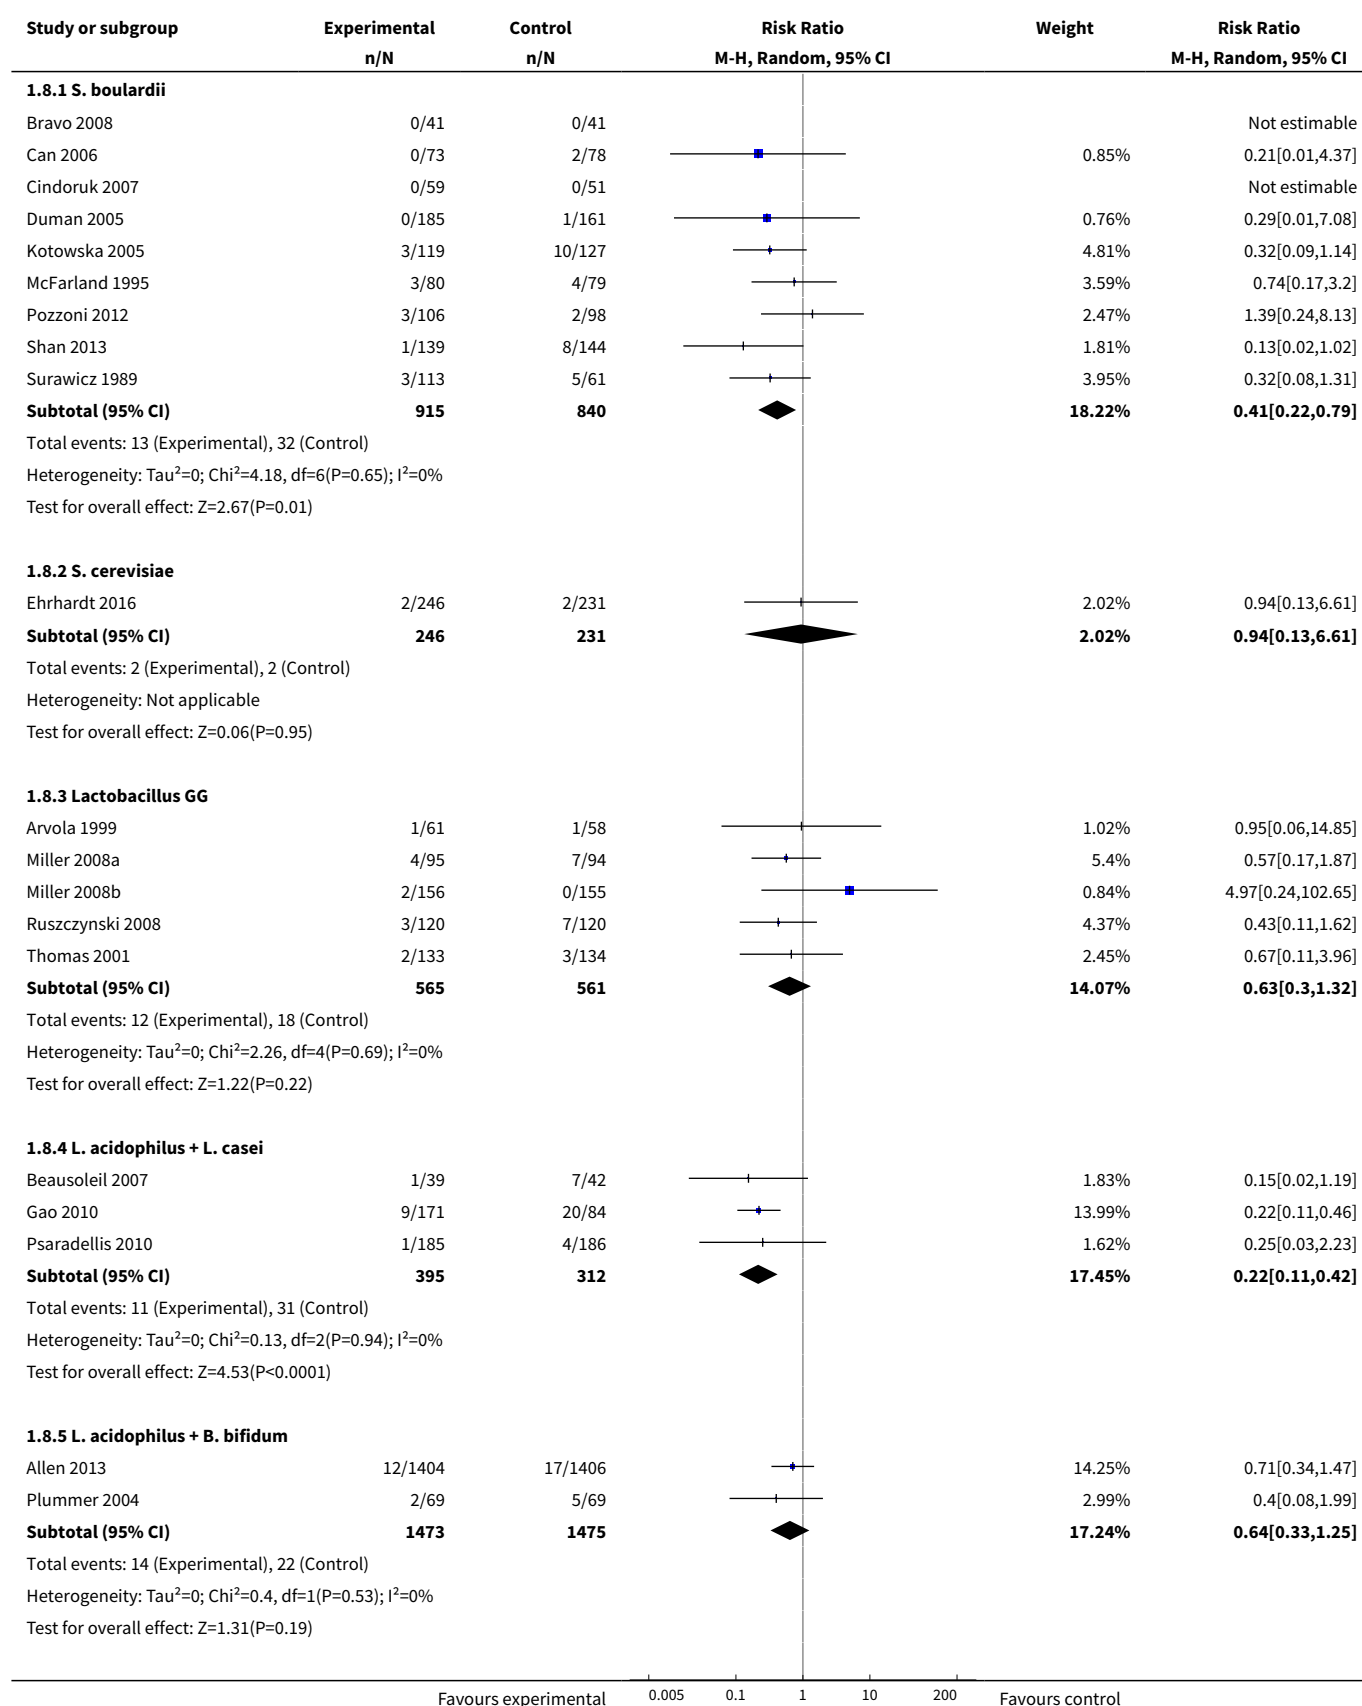 Study or subgroup Experimental Control Risk Ratio Weight Risk Ratio
n/N n/N M-H, Random, 95% CI M-H, Random, 95% CI
1.8.1 S. boulardii
Bravo 2008 0/41 0/41 Not estimable
Can 2006 0/73 2/78 0.85% 0.21[0.01,4.37]
Cindoruk 2007 0/59 0/51 Not estimable
Duman 2005 0/185 1/161 0.76% 0.29[0.01,7.08]
Kotowska 2005 3/119 10/127 4.81% 0.32[0.09,1.14]
McFarland 1995 3/80 4/79 3.59% 0.74[0.17,3.2]
Pozzoni 2012 3/106 2/98 2.47% 1.39[0.24,8.13]
Shan 2013 1/139 8/144 1.81% 0.13[0.02,1.02]
Surawicz 1989 3/113 5/61 3.95% 0.32[0.08,1.31]
Subtotal (95% CI) 915 840 18.22% 0.41[0.22,0.79]
Total events: 13 (Experimental), 32 (Control)
Heterogeneity: Tau²=0; Chi²=4.18, df=6(P=0.65); I²=0%
Test for overall effect: Z=2.67(P=0.01)
1.8.2 S. cerevisiae
Ehrhardt 2016 2/246 2/231 2.02% 0.94[0.13,6.61]
Subtotal (95% CI) 246 231 2.02% 0.94[0.13,6.61]
Total events: 2 (Experimental), 2 (Control)
Heterogeneity: Not applicable
Test for overall effect: Z=0.06(P=0.95)
1.8.3 Lactobacillus GG
Arvola 1999 1/61 1/58 1.02% 0.95[0.06,14.85]
Miller 2008a 4/95 7/94 5.4% 0.57[0.17,1.87]
Miller 2008b 2/156 0/155 0.84% 4.97[0.24,102.65]
Ruszczynski 2008 3/120 7/120 4.37% 0.43[0.11,1.62]
Thomas 2001 2/133 3/134 2.45% 0.67[0.11,3.96]
Subtotal (95% CI) 565 561 14.07% 0.63[0.3,1.32]
Total events: 12 (Experimental), 18 (Control)
Heterogeneity: Tau²=0; Chi²=2.26, df=4(P=0.69); I²=0%
Test for overall effect: Z=1.22(P=0.22)
1.8.4 L. acidophilus + L. casei
Beausoleil 2007 1/39 7/42 1.83% 0.15[0.02,1.19]
Gao 2010 9/171 20/84 13.99% 0.22[0.11,0.46]
Psaradellis 2010 1/185 4/186 1.62% 0.25[0.03,2.23]
Subtotal (95% CI) 395 312 17.45% 0.22[0.11,0.42]
Total events: 11 (Experimental), 31 (Control)
Heterogeneity: Tau²=0; Chi²=0.13, df=2(P=0.94); I²=0%
Test for overall effect: Z=4.53(P<0.0001)
1.8.5 L. acidophilus + B. bifidum
Allen 2013 12/1404 17/1406 14.25% 0.71[0.34,1.47]
Plummer 2004 2/69 5/69 2.99% 0.4[0.08,1.99]
Subtotal (95% CI) 1473 1475 17.24% 0.64[0.33,1.25]
Total events: 14 (Experimental), 22 (Control)
Heterogeneity: Tau²=0; Chi²=0.4, df=1(P=0.53); I²=0%
Test for overall effect: Z=1.31(P=0.19)
Favours experimental 0.005 0.1 1 10 200 Favours control